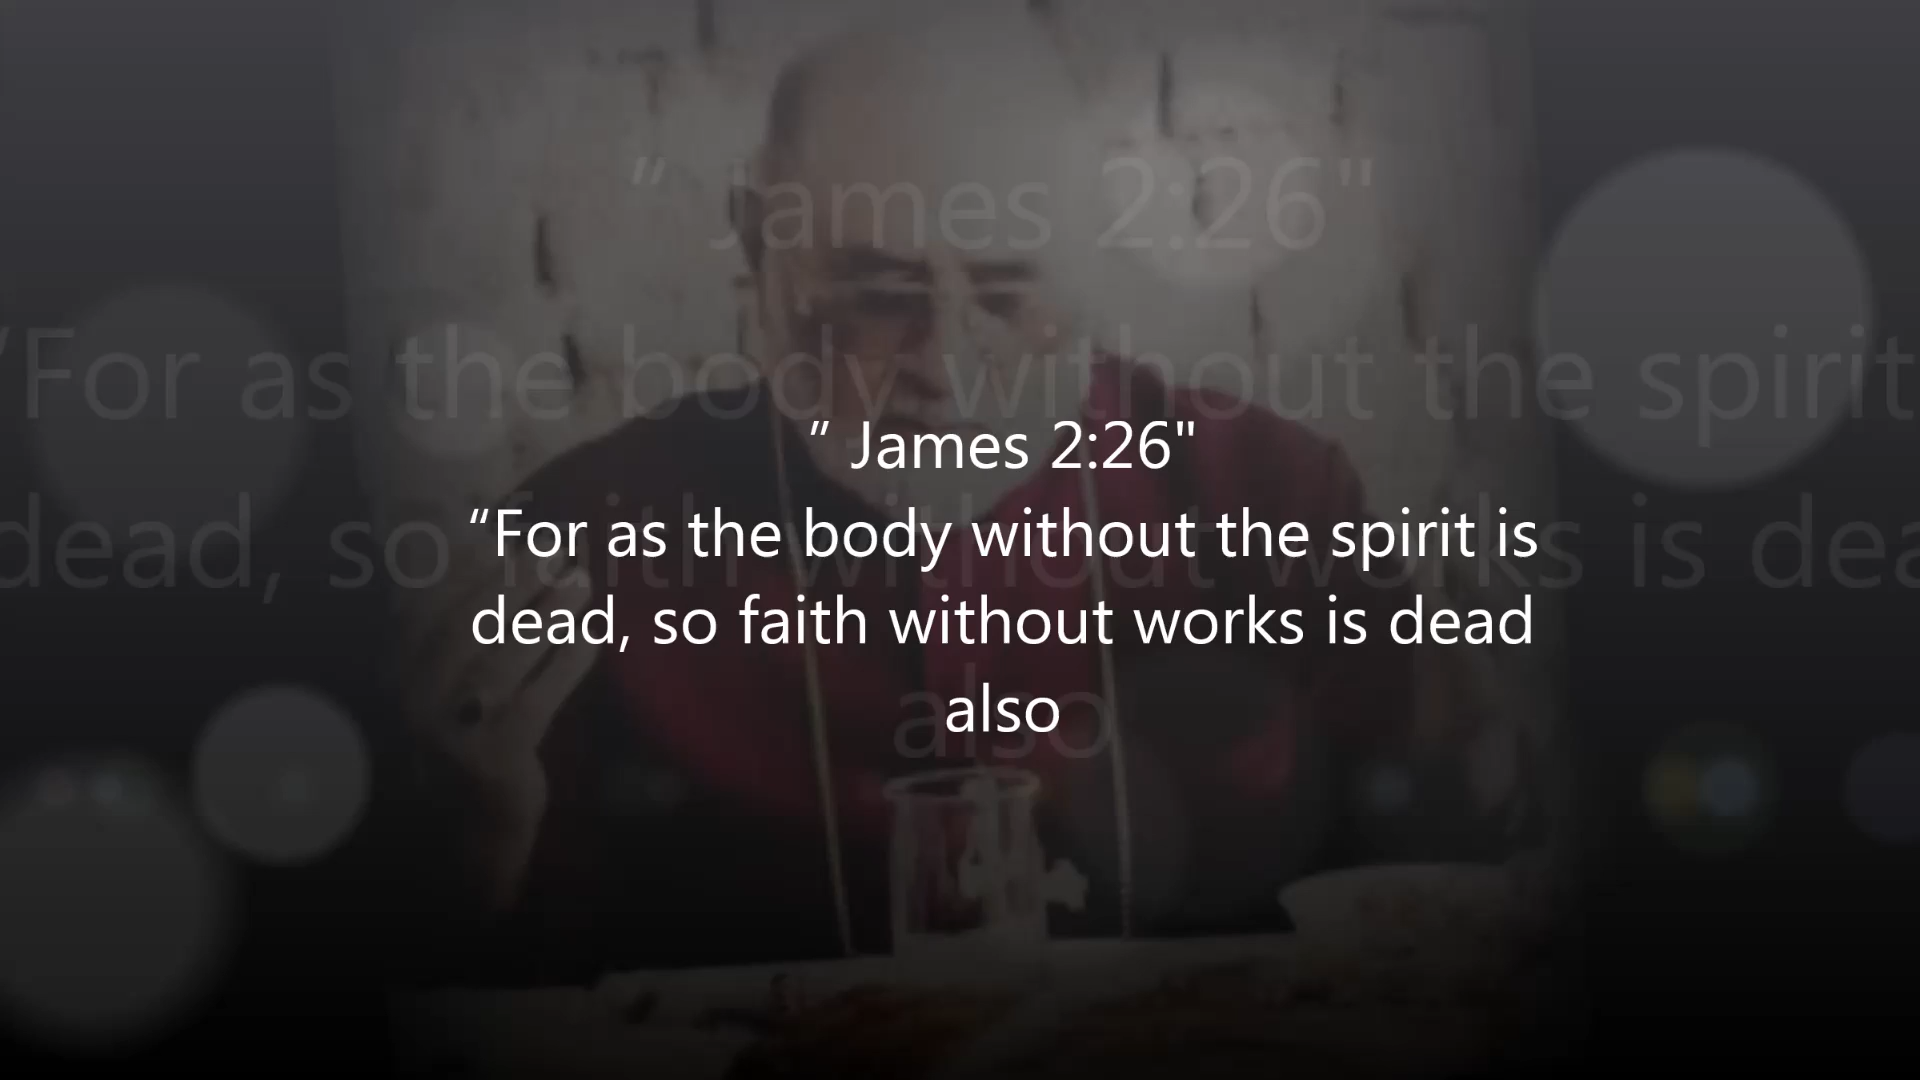 ” James 2:26"
“For as the body without the spirit is
dead, so faith without works is dead
also